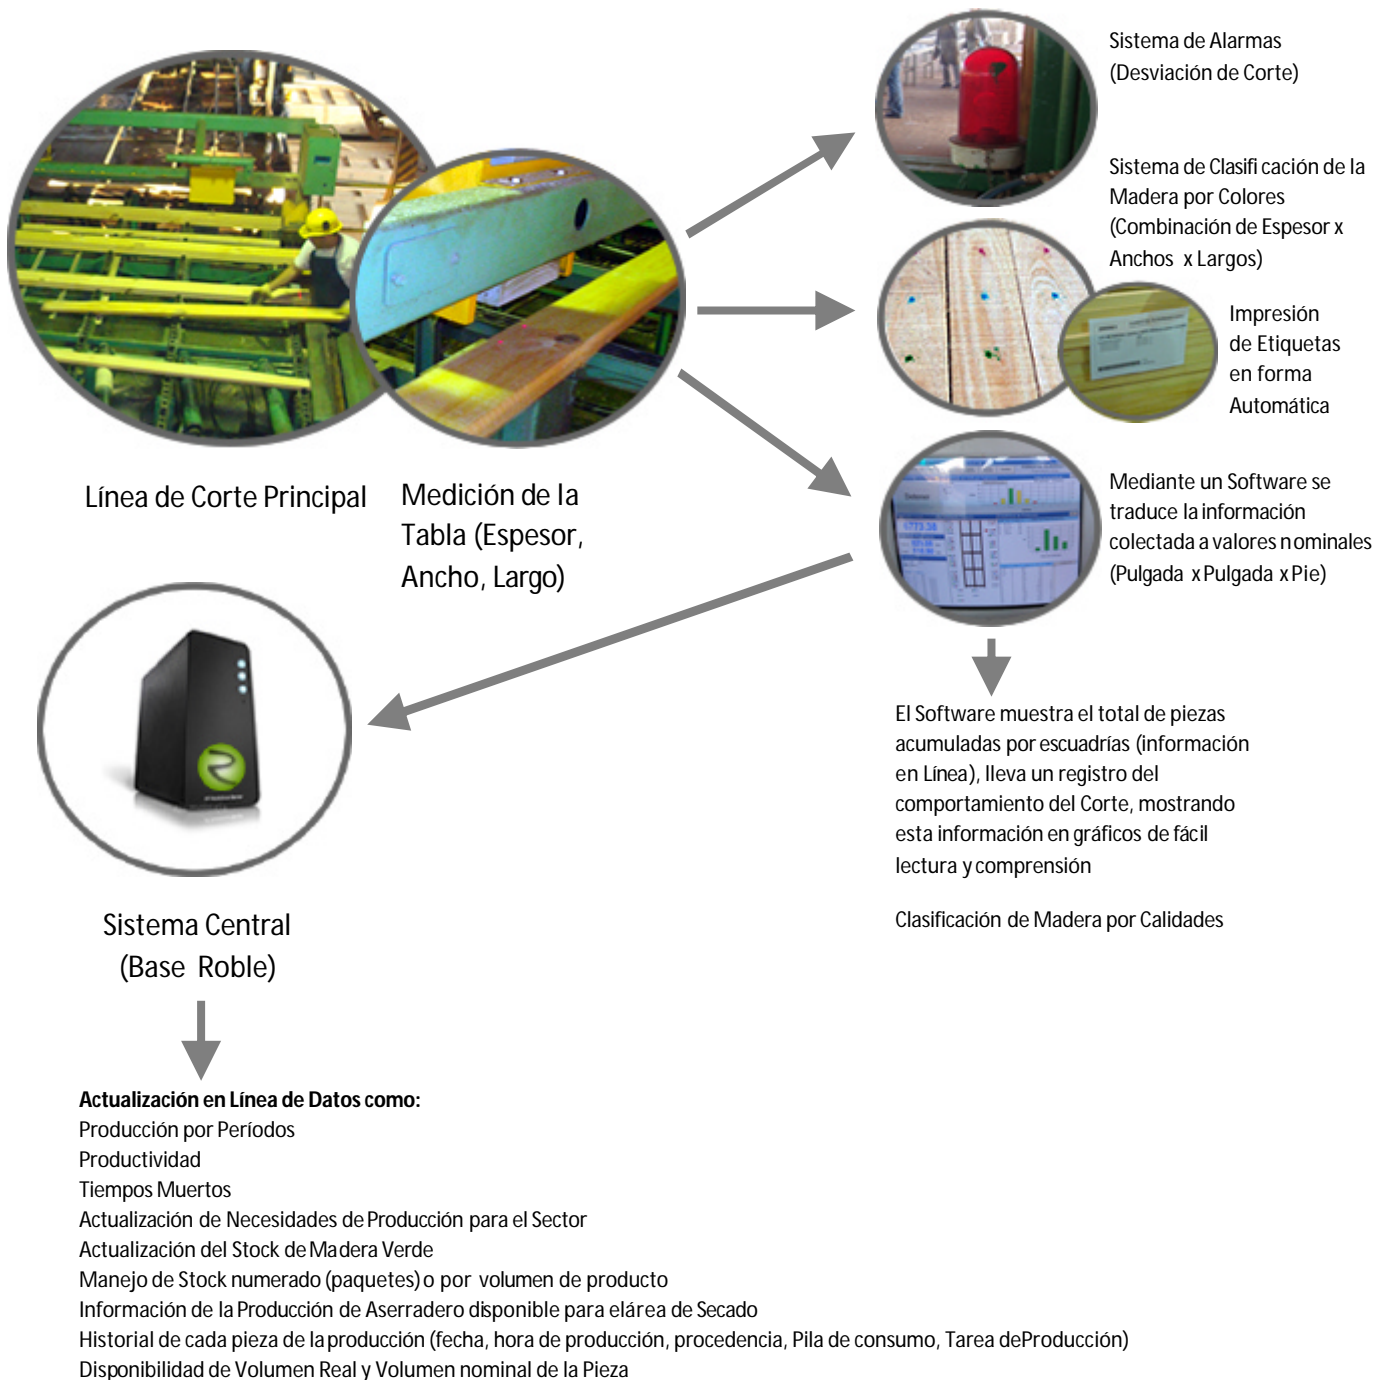 Sistema de Alarmas
(Desviación de Corte)
Sistema de Clasificación de la
Madera por Colores
(Combinación de Espesor x
Anchos x Largos)
Impresión
de Etiquetas
en forma
Automática
Línea de Corte Principal
Medición de la
Tabla (Espesor,
Ancho, Largo)
Mediante un Software se
traduce la información
colectada a valores nominales
(Pulgada x Pulgada x Pie)
El Software muestra el total de piezas
acumuladas por escuadrías (información
en Línea), lleva un registro del
comportamiento del Corte, mostrando
esta información en gráficos de fácil
lectura y comprensión
Clasificación de Madera por Calidades
Sistema Central
(Base Roble)
Actualización en Línea de Datos como:
Producción por Períodos
Productividad
Tiempos Muertos
Actualización de Necesidades de Producción para el Sector
Actualización del Stock de Madera Verde
Manejo de Stock numerado (paquetes) o por volumen de producto
Información de la Producción de Aserradero disponible para el área de Secado
Historial de cada pieza de la producción (fecha, hora de producción, procedencia, Pila de consumo, Tarea de Producción)
Disponibilidad de Volumen Real y Volumen nominal de la Pieza